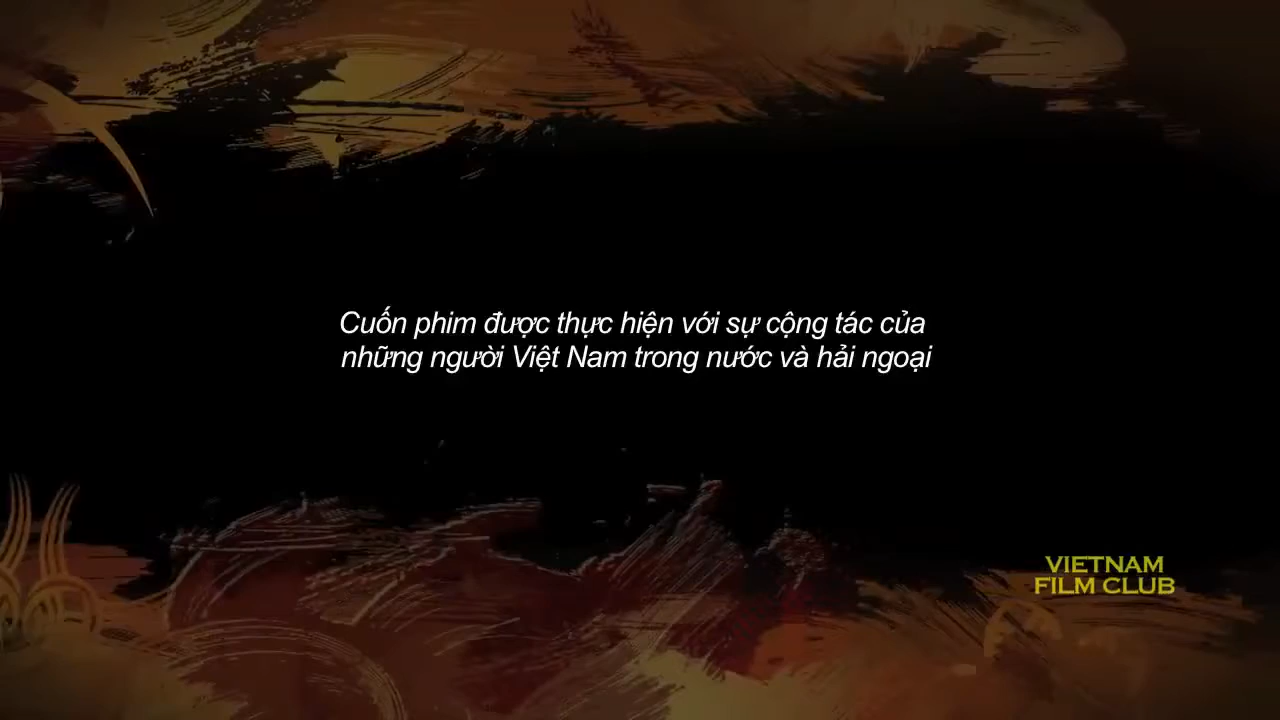 Cuốn phim được thực hiện với sự cộng tác của
những người Việt Nam trong nước và hải ngoại
VIETNAM
FILM CLUB